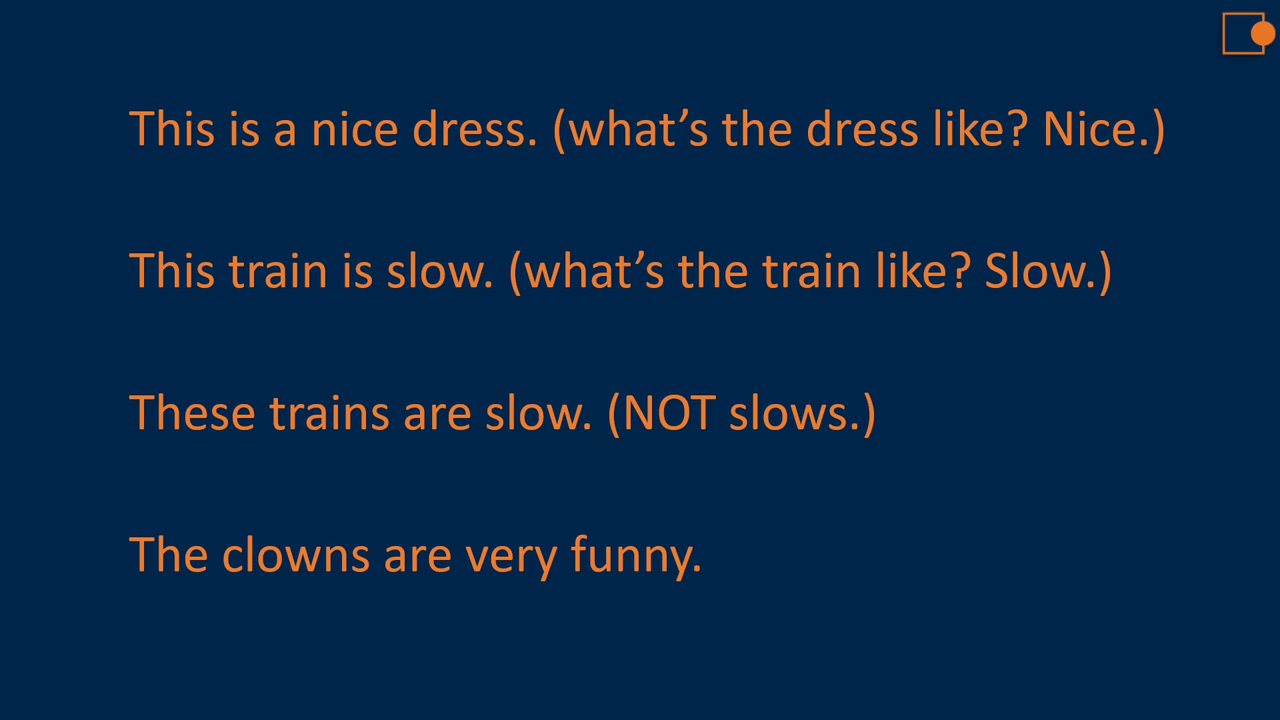 This is a nice dress. (what’s the dress like? Nice.)
This train is slow. (what’s the train like? Slow.)
These trains are slow. (NOT slows.)
The clowns are very funny.